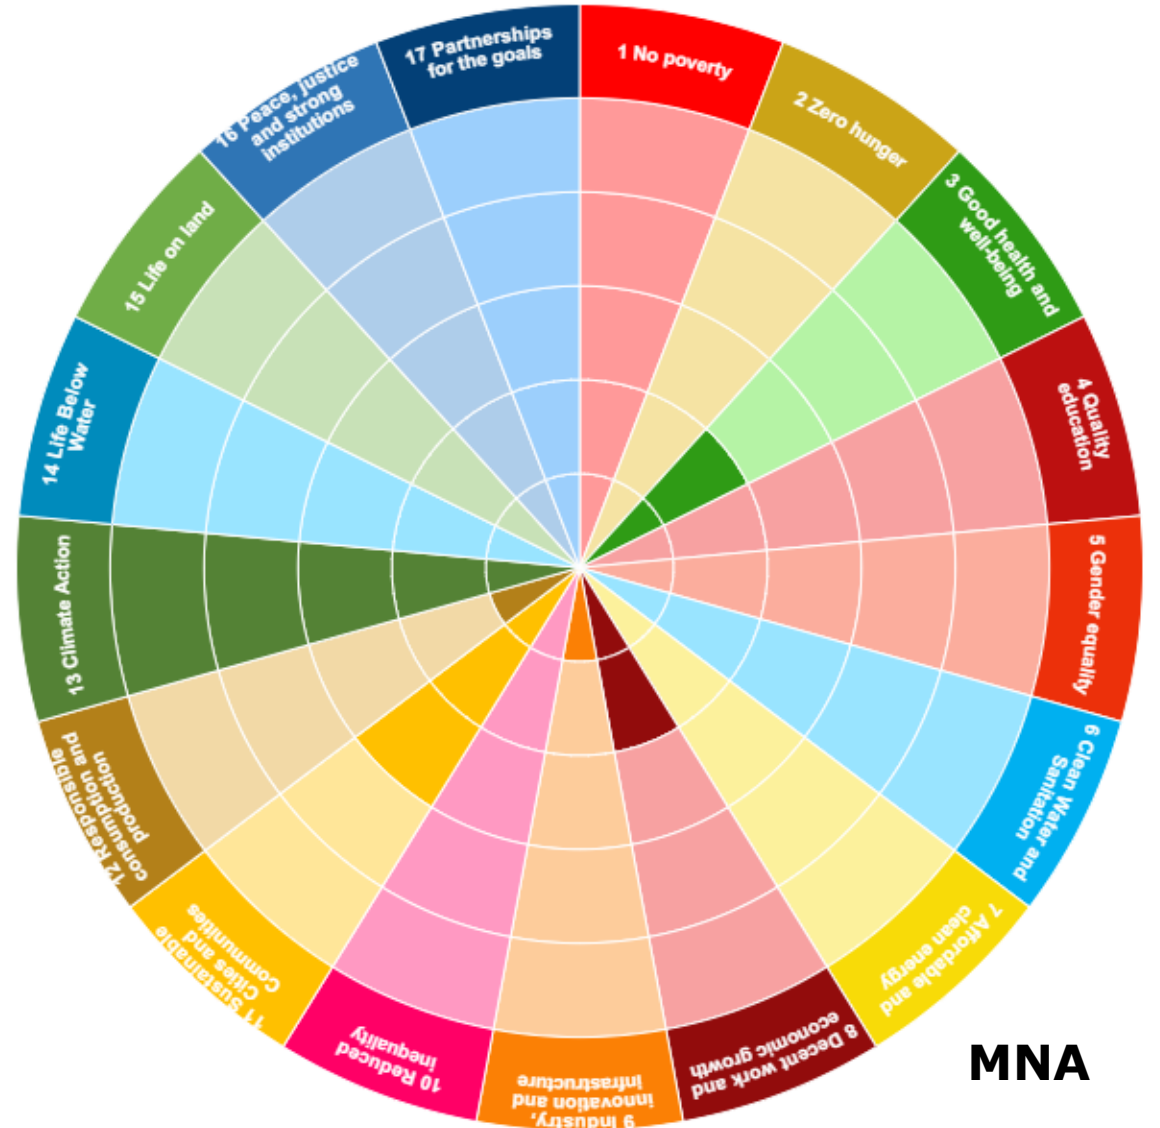 1 No poverty
2 Zero hunger
3 Good health and
well-being
4 Quality
education
5 Gender equality
6 Clean Water and
Sanitation
7 Affordable and
clean energy
8 Decent work and
economic growth
9 Industry,
innovation and
infrastructure
10 Reduced
inequality
11 Sustainable
Cities and
Communities
12 Responsible
consumption and
production
13 Climate Action
14 Life Below
Water
15 Life on land
16 Peace, justice
and strong
institutions
17 Partnerships
for the goals
MNA